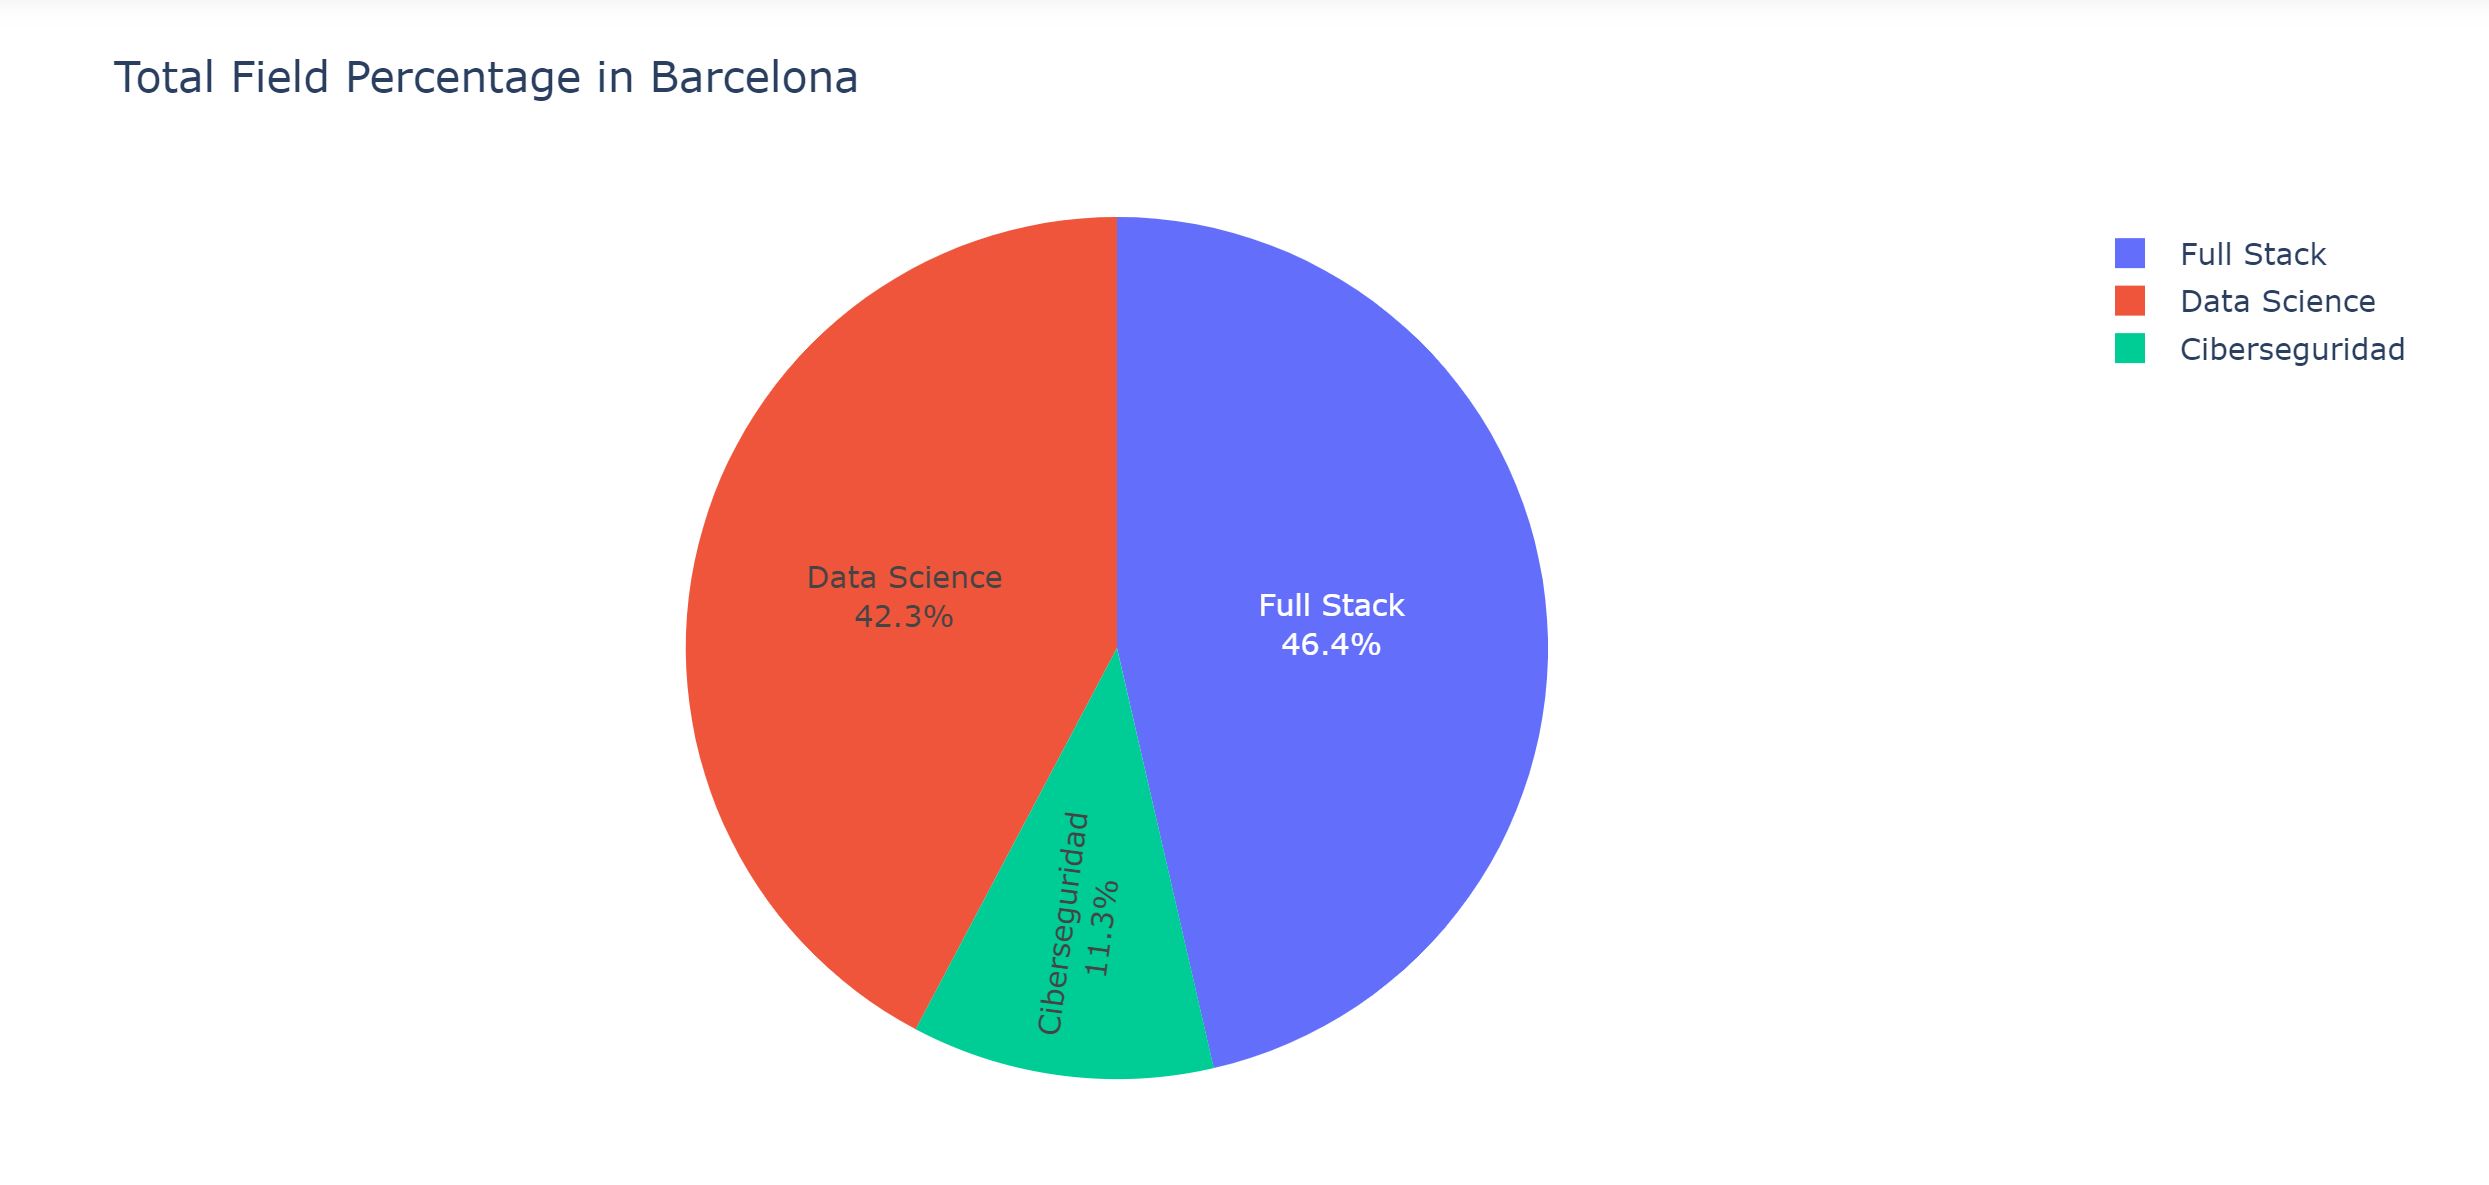 Total Field Percentage in Barcelona
Full Stack
Data Science
Ciberseguridad
Data Science
42.3%
Full Stack
46.4%
Ciberseguridad
11.3%